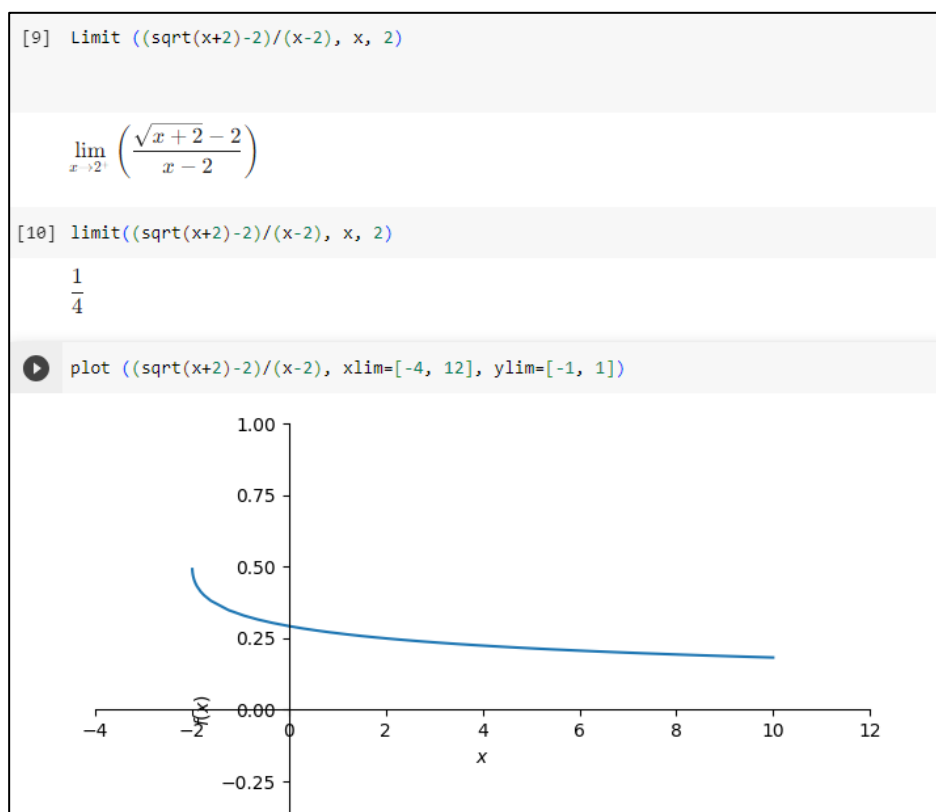 [9] Limit ((sqrt(x+2)-2)/(x-2), x, 2)
lim x→2⁺ (√x + 2 − 2 / x − 2)
[10] limit((sqrt(x+2)-2)/(x-2), x, 2)
1
4
plot ((sqrt(x+2)-2)/(x-2), xlim=[-4, 12], ylim=[-1, 1])
1.00
0.75
0.50
0.25
f(x)
0.00
−4 −2 0 2 4 6 8 10 12
x
−0.25